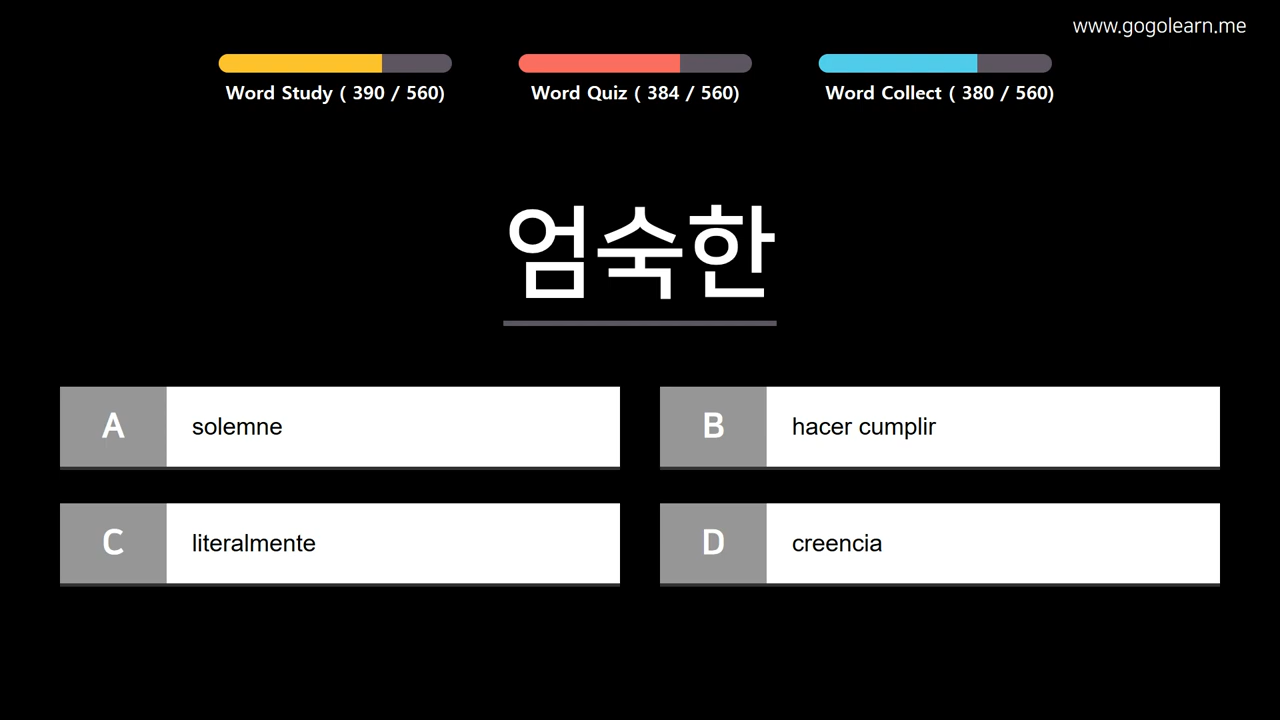 www.gogolearn.me
Word Study ( 390 / 560)
Word Quiz ( 384 / 560)
Word Collect ( 380 / 560)
엄숙한
A solemne
B hacer cumplir
C literalmente
D creencia